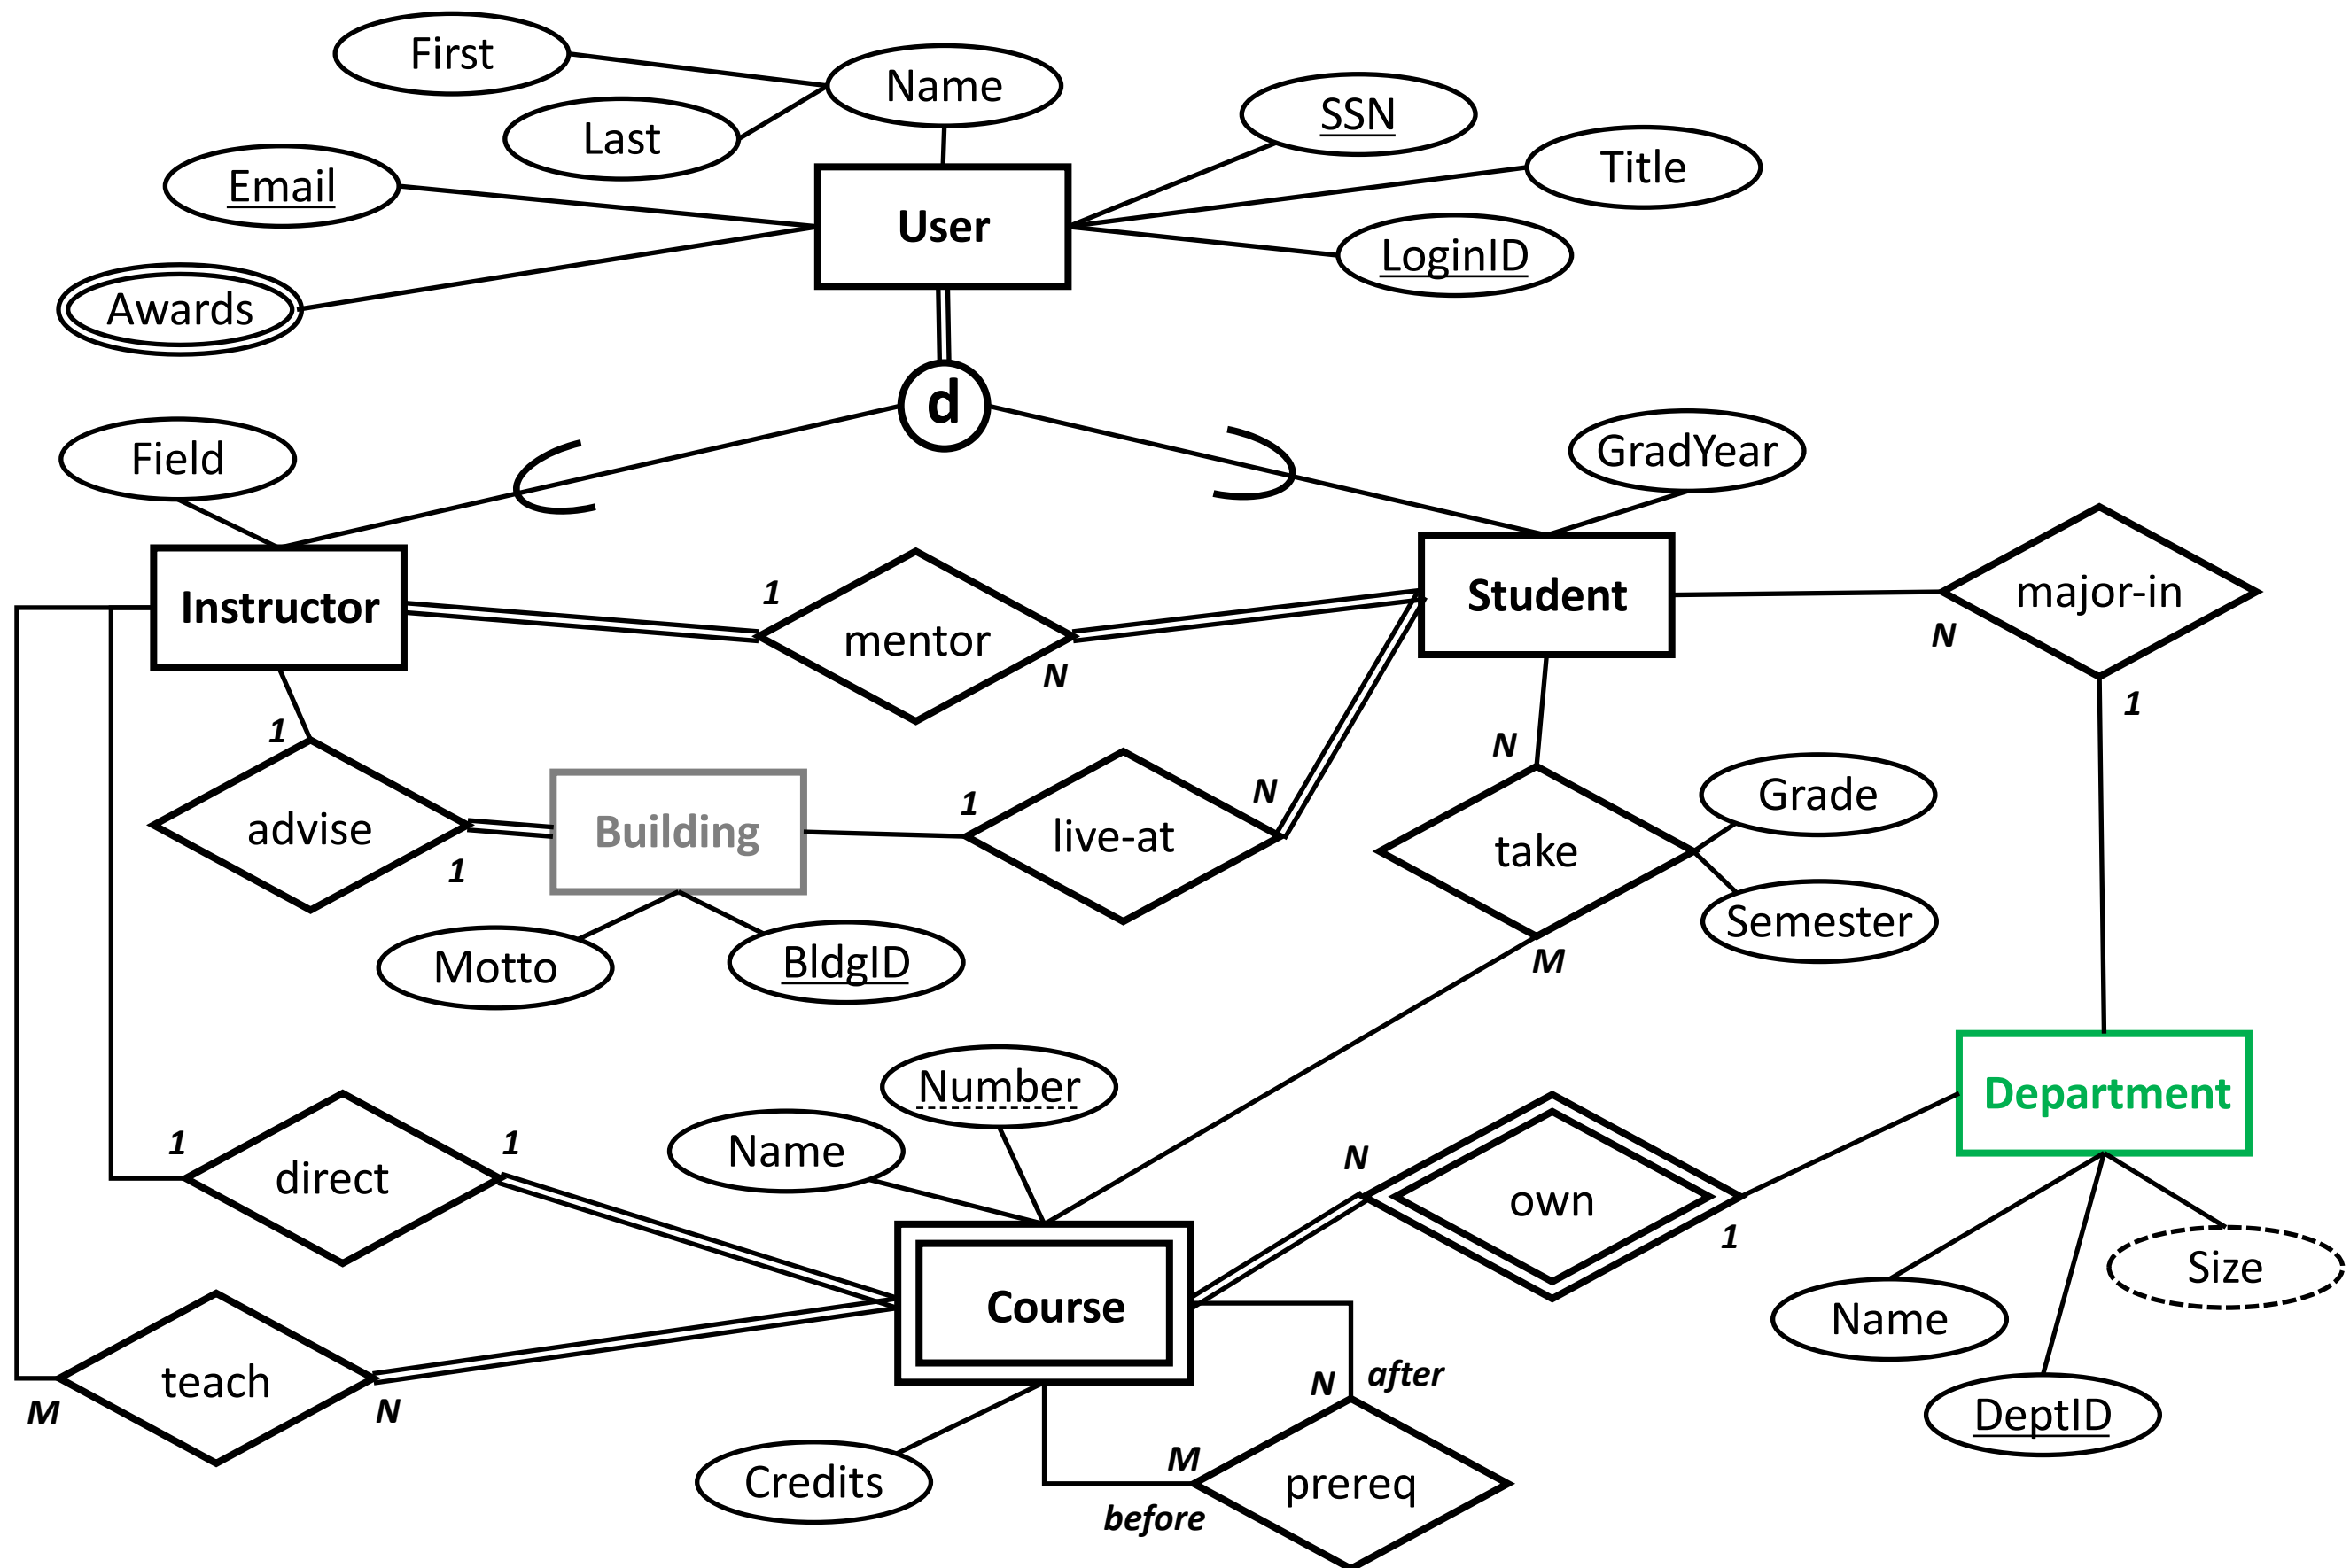 First
Name
SSN
Last
Title
Email
User
LoginID
Awards
d
Field
GradYear
Instructor
1
mentor
N
Student
N
major-in
1
1
advise
1
Building
1
live-at
N
N
take
M
Grade
Semester
Motto
BldgID
Number
Name
Department
1
direct
1
N
own
1
Size
Name
DeptID
Course
M
teach
N
after
N
Credits
M
before
prereq